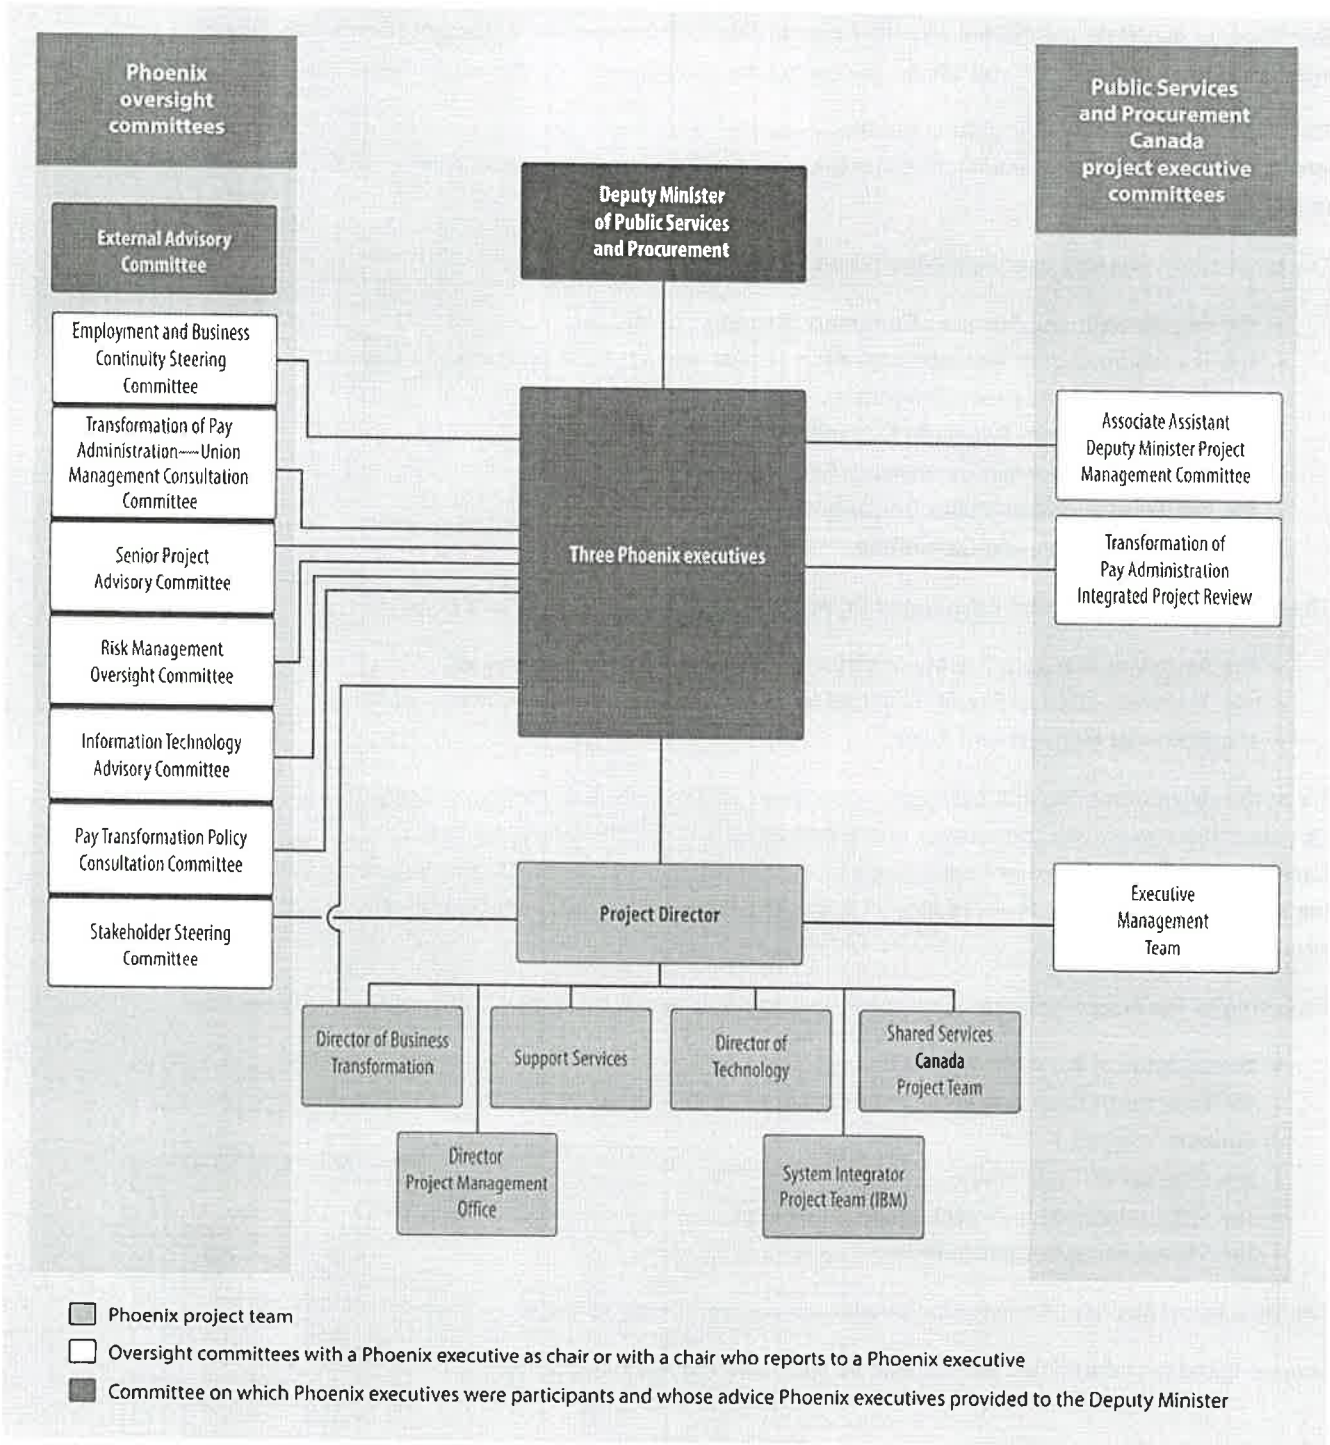 Phoenix
oversight
committees
External Advisory
Committee
Employment and Business
Continuity Steering
Committee
Transformation of Pay
Administration—Union
Management Consultation
Committee
Senior Project
Advisory Committee
Risk Management
Oversight Committee
Information Technology
Advisory Committee
Pay Transformation Policy
Consultation Committee
Stakeholder Steering
Committee
Deputy Minister
of Public Services
and Procurement
Three Phoenix executives
Project Director
Director of Business
Transformation
Support Services
Director of
Technology
Shared Services
Canada
Project Team
Director
Project Management
Office
System Integrator
Project Team (IBM)
Public Services
and Procurement
Canada
project executive
committees
Associate Assistant
Deputy Minister Project
Management Committee
Transformation of
Pay Administration
Integrated Project Review
Executive
Management
Team
Phoenix project team
Oversight committees with a Phoenix executive as chair or with a chair who reports to a Phoenix executive
Committee on which Phoenix executives were participants and whose advice Phoenix executives provided to the Deputy Minister